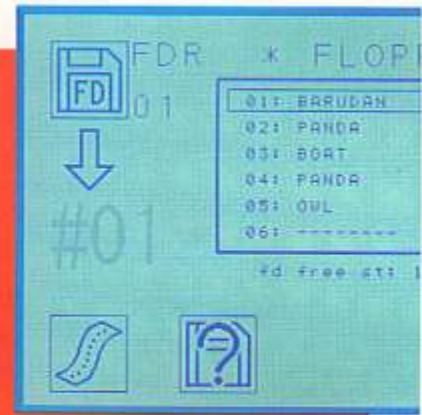 FDR * FLOP
FD
01
01: BARUDAN
02: PANDA
03: BOAT
04: PANDA
05: OWL
06: --------
#01
fd free st: 1